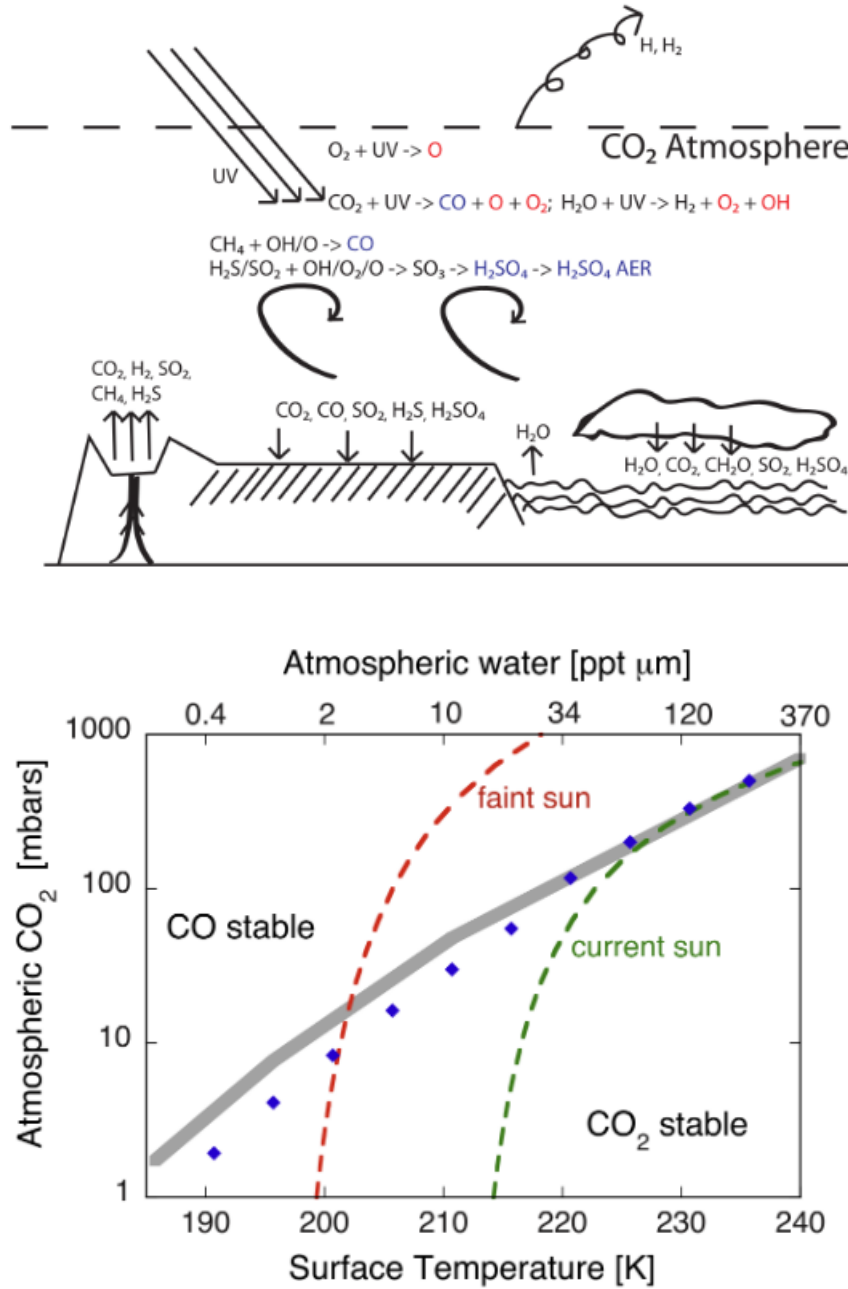 H, H₂
CO₂ Atmosphere
O₂ + UV -> O
UV
CO₂ + UV -> CO + O + O₂; H₂O + UV -> H₂ + O₂ + OH
CH₄ + OH/O -> CO
H₂S/SO₂ + OH/O₂/O -> SO₃ -> H₂SO₄ -> H₂SO₄ AER
CO₂, H₂, SO₂,
CH₄, H₂S
CO₂, CO, SO₂, H₂S, H₂SO₄
H₂O
H₂O, CO₂, CH₂O, SO₂, H₂SO₄
Atmospheric water [ppt μm]
0.4 2 10 34 120 370
1000
faint sun
100
CO stable
current sun
10
CO₂ stable
1
Atmospheric CO₂ [mbars]
190 200 210 220 230 240
Surface Temperature [K]